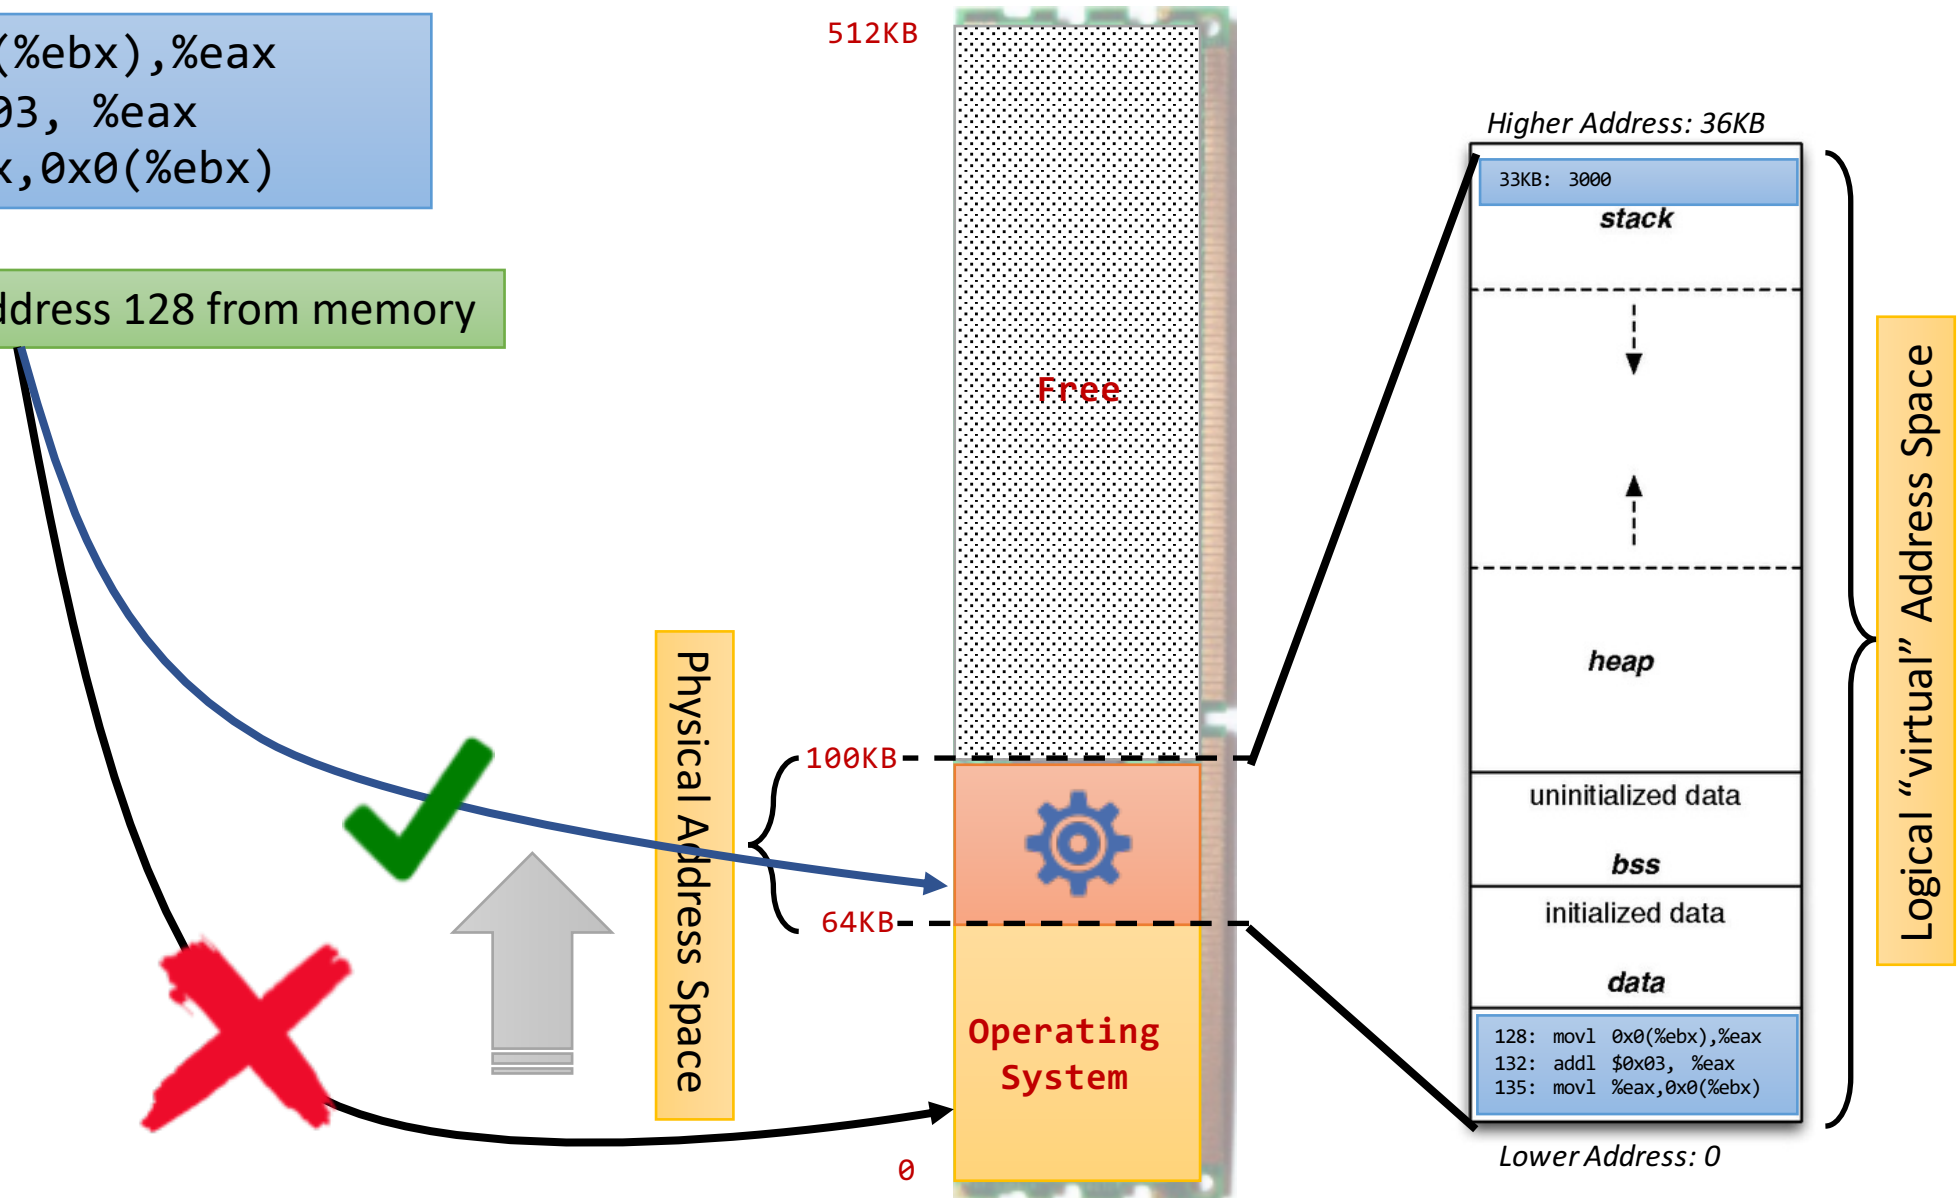 (%ebx),%eax
03, %eax
x,0x0(%ebx)
ddress 128 from memory
512KB
Free
100KB
64KB
0
Operating
System
Physical Address Space
Higher Address: 36KB
33KB: 3000
stack
heap
uninitialized data
bss
initialized data
data
128: movl 0x0(%ebx),%eax
132: addl $0x03, %eax
135: movl %eax,0x0(%ebx)
Lower Address: 0
Logical “virtual” Address Space